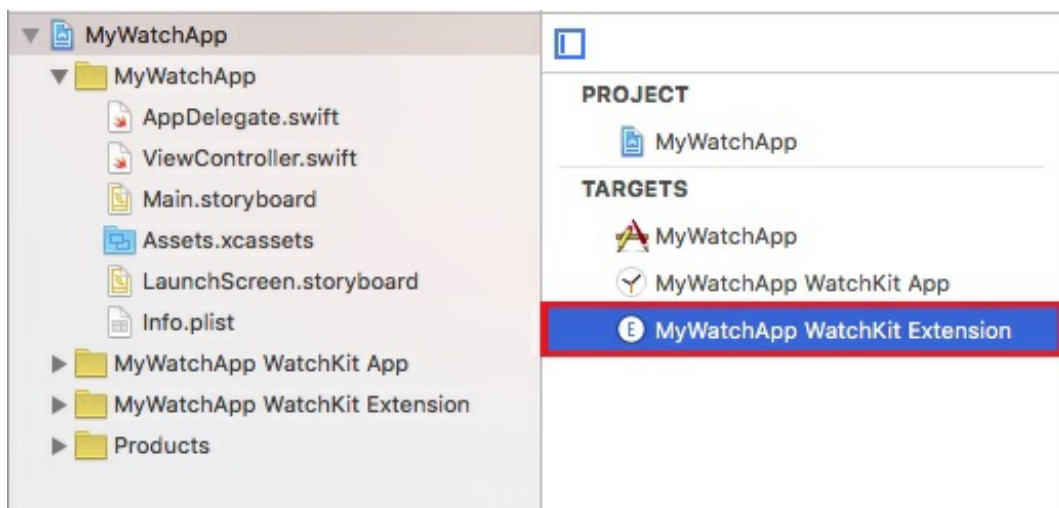 MyWatchApp
MyWatchApp
AppDelegate.swift
ViewController.swift
Main.storyboard
Assets.xcassets
LaunchScreen.storyboard
Info.plist
MyWatchApp WatchKit App
MyWatchApp WatchKit Extension
Products
PROJECT
MyWatchApp
TARGETS
MyWatchApp
MyWatchApp WatchKit App
E MyWatchApp WatchKit Extension